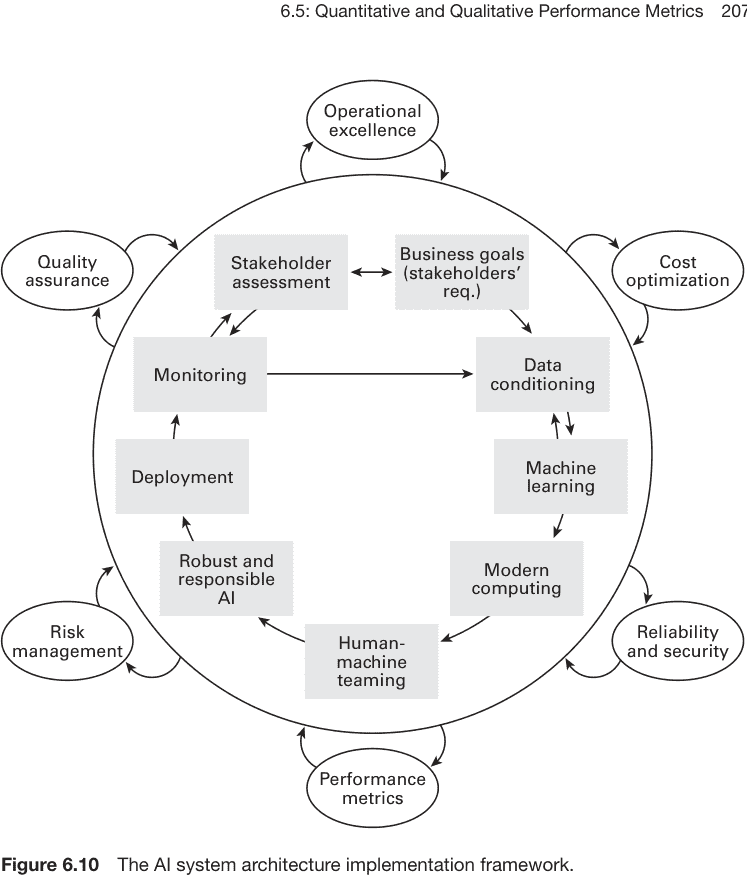 6.5: Quantitative and Qualitative Performance Metrics 207
Operational
excellence
Quality
assurance
Stakeholder
assessment
Business goals
(stakeholders'
req.)
Cost
optimization
Monitoring
Data
conditioning
Deployment
Machine
learning
Robust and
responsible
AI
Modern
computing
Risk
management
Human-
machine
teaming
Reliability
and security
Performance
metrics
Figure 6.10 The AI system architecture implementation framework.